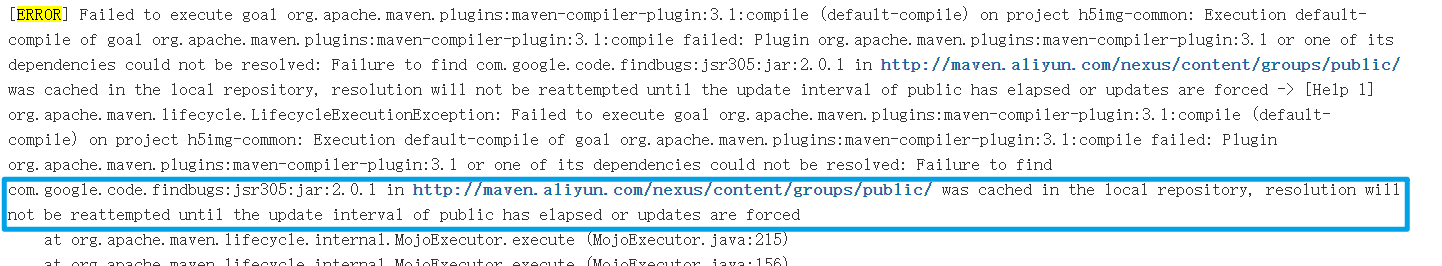 [ERROR] Failed to execute goal org.apache.maven.plugins:maven-compiler-plugin:3.1:compile (default-compile) on project h5img-common: Execution default-
compile of goal org.apache.maven.plugins:maven-compiler-plugin:3.1:compile failed: Plugin org.apache.maven.plugins:maven-compiler-plugin:3.1 or one of its
dependencies could not be resolved: Failure to find com.google.code.findbugs:jsr305:jar:2.0.1 in http://maven.aliyun.com/nexus/content/groups/public/
was cached in the local repository, resolution will not be reattempted until the update interval of public has elapsed or updates are forced -> [Help 1]
org.apache.maven.lifecycle.LifecycleExecutionException: Failed to execute goal org.apache.maven.plugins:maven-compiler-plugin:3.1:compile (default-
compile) on project h5img-common: Execution default-compile of goal org.apache.maven.plugins:maven-compiler-plugin:3.1:compile failed: Plugin
org.apache.maven.plugins:maven-compiler-plugin:3.1 or one of its dependencies could not be resolved: Failure to find
com.google.code.findbugs:jsr305:jar:2.0.1 in http://maven.aliyun.com/nexus/content/groups/public/ was cached in the local repository, resolution will
not be reattempted until the update interval of public has elapsed or updates are forced
at org.apache.maven.lifecycle.internal.MojoExecutor.execute (MojoExecutor.java:215)
at org.apache.maven.lifecycle.internal.MojoExecutor.execute (MojoExecutor.java:156)